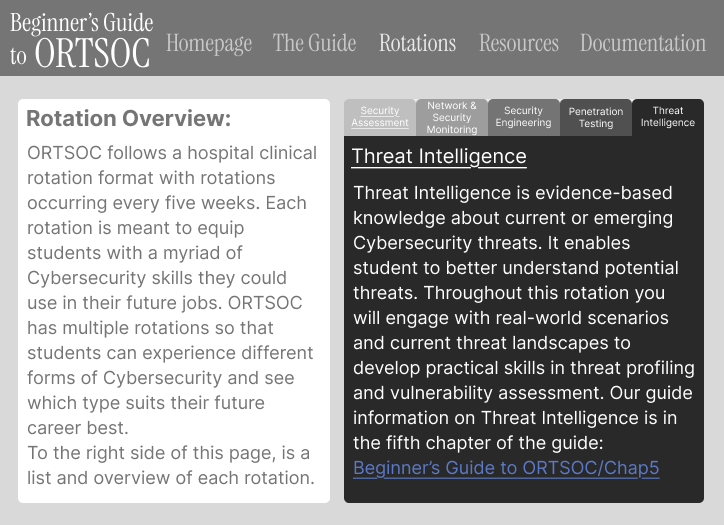 Beginner's Guide
to ORTSOC
Homepage The Guide Rotations Resources Documentation
Rotation Overview:
ORTSOC follows a hospital clinical
rotation format with rotations
occurring every five weeks. Each
rotation is meant to equip
students with a myriad of
Cybersecurity skills they could
use in their future jobs. ORTSOC
has multiple rotations so that
students can experience different
forms of Cybersecurity and see
which type suits their future
career best.
To the right side of this page, is a
list and overview of each rotation.
Security
Assessment
Network &
Security
Monitoring
Security
Engineering
Penetration
Testing
Threat
Intelligence
Threat Intelligence
Threat Intelligence is evidence-based
knowledge about current or emerging
Cybersecurity threats. It enables
student to better understand potential
threats. Throughout this rotation you
will engage with real-world scenarios
and current threat landscapes to
develop practical skills in threat profiling
and vulnerability assessment. Our guide
information on Threat Intelligence is in
the fifth chapter of the guide:
Beginner's Guide to ORTSOC/Chap5